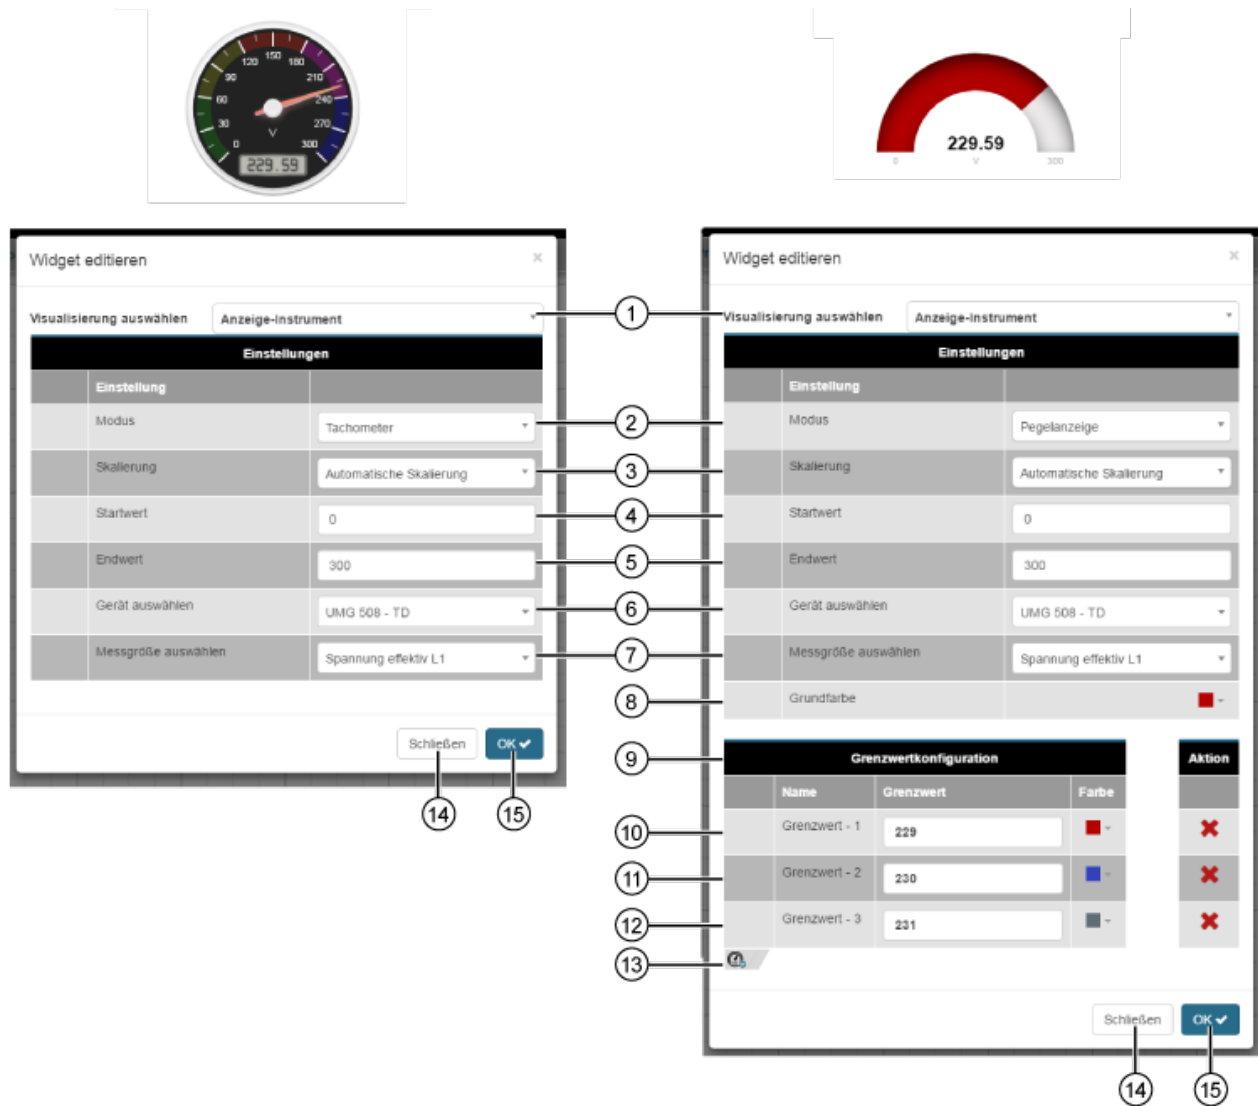 120 150 180
90 210
60 240
30 270
0 V 300
229.59
229.59
0 V 300
Widget editieren ×
Visualisierung auswählen Anzeige-Instrument
Einstellungen
Einstellung
Modus Tachometer
Skalierung Automatische Skalierung
Startwert 0
Endwert 300
Gerät auswählen UMG 508 - TD
Messgröße auswählen Spannung effektiv L1
Schließen OK
14 15
1
2
3
4
5
6
7
8
9
10
11
12
13
Widget editieren ×
Visualisierung auswählen Anzeige-Instrument
Einstellungen
Einstellung
Modus Pegelanzeige
Skalierung Automatische Skalierung
Startwert 0
Endwert 300
Gerät auswählen UMG 508 - TD
Messgröße auswählen Spannung effektiv L1
Grundfarbe
Grenzwertkonfiguration Aktion
Name Grenzwert Farbe
Grenzwert - 1 229
Grenzwert - 2 230
Grenzwert - 3 231
Schließen OK
14 15